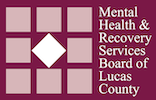 Mental
Health &
Recovery
Services
Board of
Lucas
County